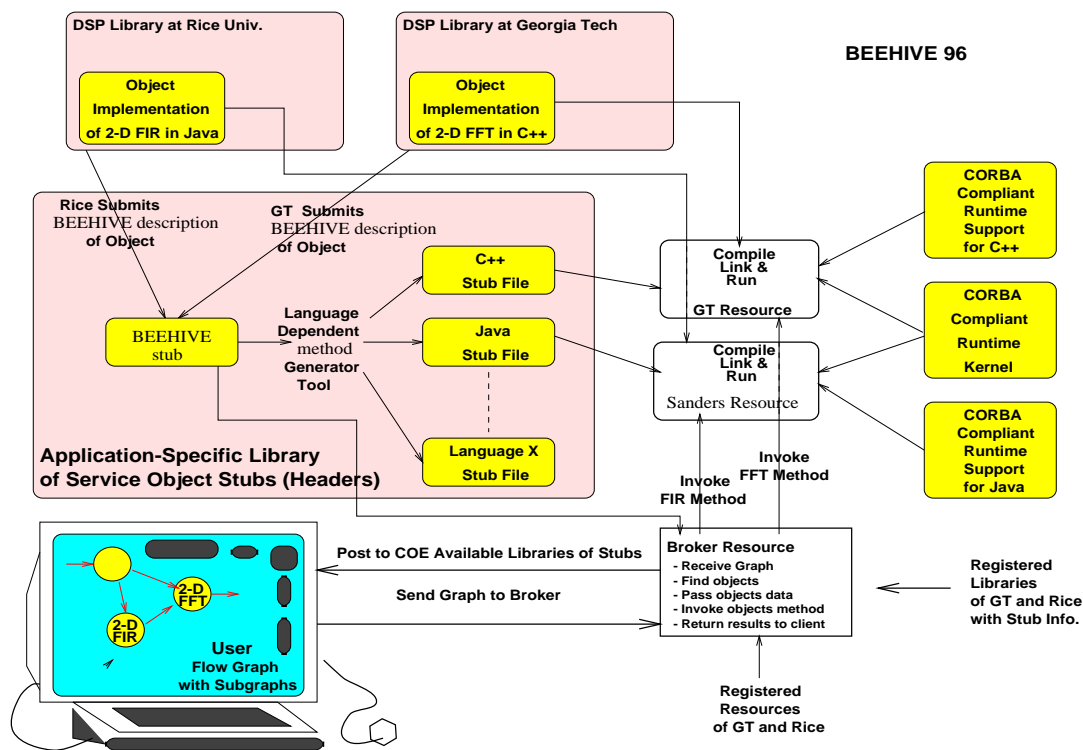 DSP Library at Rice Univ.
Object
Implementation
of 2-D FIR in Java
DSP Library at Georgia Tech
Object
Implementation
of 2-D FFT in C++
BEEHIVE 96
Rice Submits
BEEHIVE description
of Object
GT Submits
BEEHIVE description
of Object
BEEHIVE
stub
Language
Dependent
method
Generator
Tool
C++
Stub File
Java
Stub File
Language X
Stub File
Application-Specific Library
of Service Object Stubs (Headers)
Compile
Link &
Run
GT Resource
Compile
Link &
Run
Sanders Resource
CORBA
Compliant
Runtime
Support
for C++
CORBA
Compliant
Runtime
Kernel
CORBA
Compliant
Runtime
Support
for Java
Invoke
FIR Method
Invoke
FFT Method
Post to COE Available Libraries of Stubs
Send Graph to Broker
Broker Resource
- Receive Graph
- Find objects
- Pass objects data
- Invoke objects method
- Return results to client
Registered
Libraries
of GT and Rice
with Stub Info.
Registered
Resources
of GT and Rice
2-D
FFT
2-D
FIR
User
Flow Graph
with Subgraphs